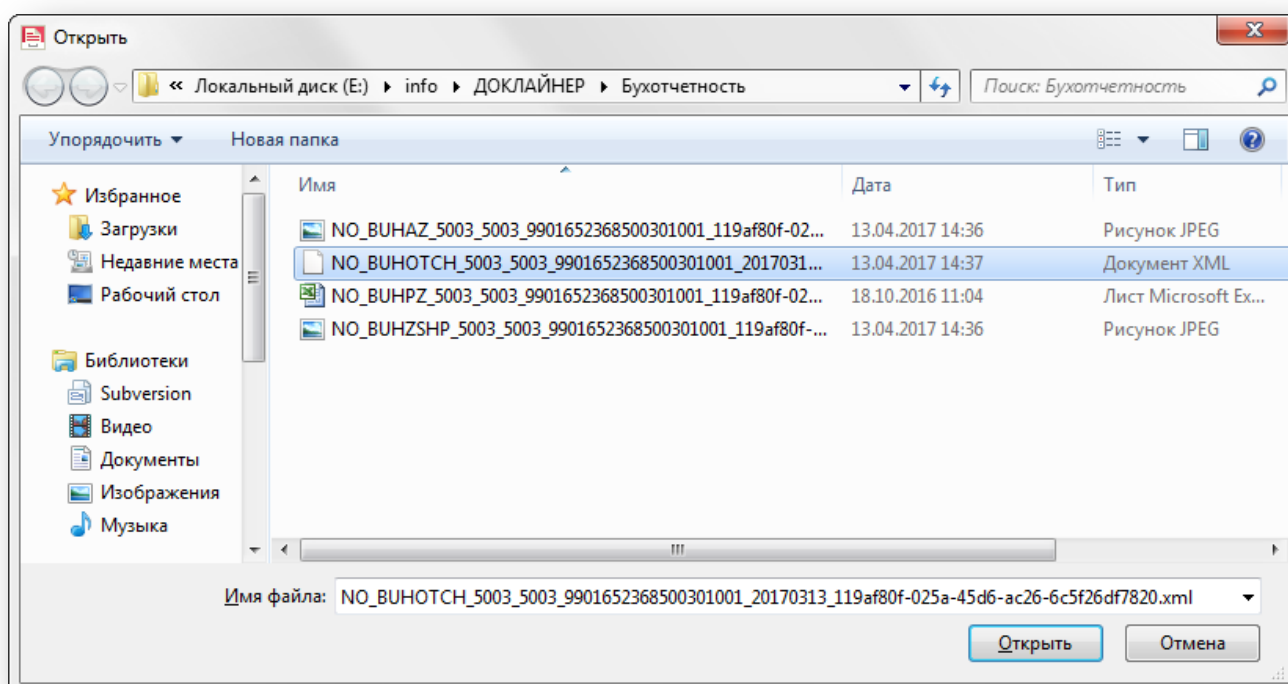 Открыть
« Локальный диск (E:) ▸ info ▸ ДОКЛАЙНЕР ▸ Бухотчетность
Поиск: Бухотчетность
Упорядочить ▼ Новая папка
Избранное
Загрузки
Недавние места
Рабочий стол
Библиотеки
Subversion
Видео
Документы
Изображения
Музыка
Имя Дата Тип
NO_BUHAZ_5003_5003_9901652368500301001_119af80f-02... 13.04.2017 14:36 Рисунок JPEG
NO_BUHOTCH_5003_5003_9901652368500301001_2017031... 13.04.2017 14:37 Документ XML
NO_BUHPZ_5003_5003_9901652368500301001_119af80f-02... 18.10.2016 11:04 Лист Microsoft Ex...
NO_BUHZSHP_5003_5003_9901652368500301001_119af80f-... 13.04.2017 14:36 Рисунок JPEG
Имя файла: NO_BUHOTCH_5003_5003_9901652368500301001_20170313_119af80f-025a-45d6-ac26-6c5f26df7820.xml
Открыть Отмена